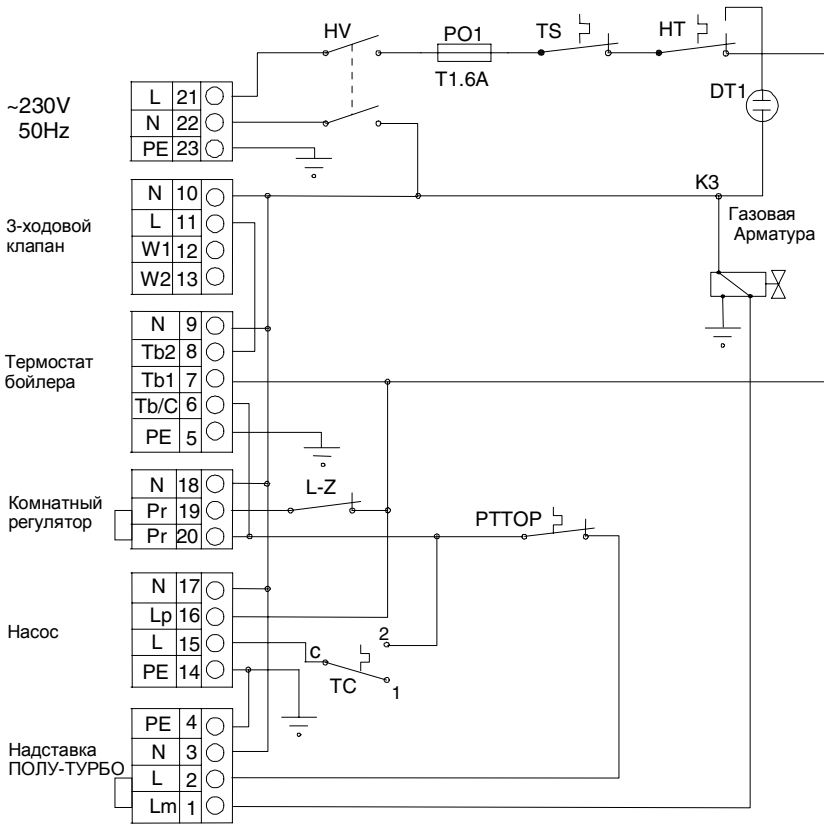 HV
PO1
T1.6A
TS
HT
DT1
~230V
50Hz
L 21
N 22
PE 23
K3
Газовая
Арматура
3-ходовой
клапан
N 10
L 11
W1 12
W2 13
Термостат
бойлера
N 9
Tb2 8
Tb1 7
Tb/C 6
PE 5
Комнатный
регулятор
N 18
Pr 19
Pr 20
L-Z
PTTOP
Насос
N 17
Lp 16
L 15
PE 14
C
2
TC
1
Надставка
ПОЛУ-ТУРБО
PE 4
N 3
L 2
Lm 1